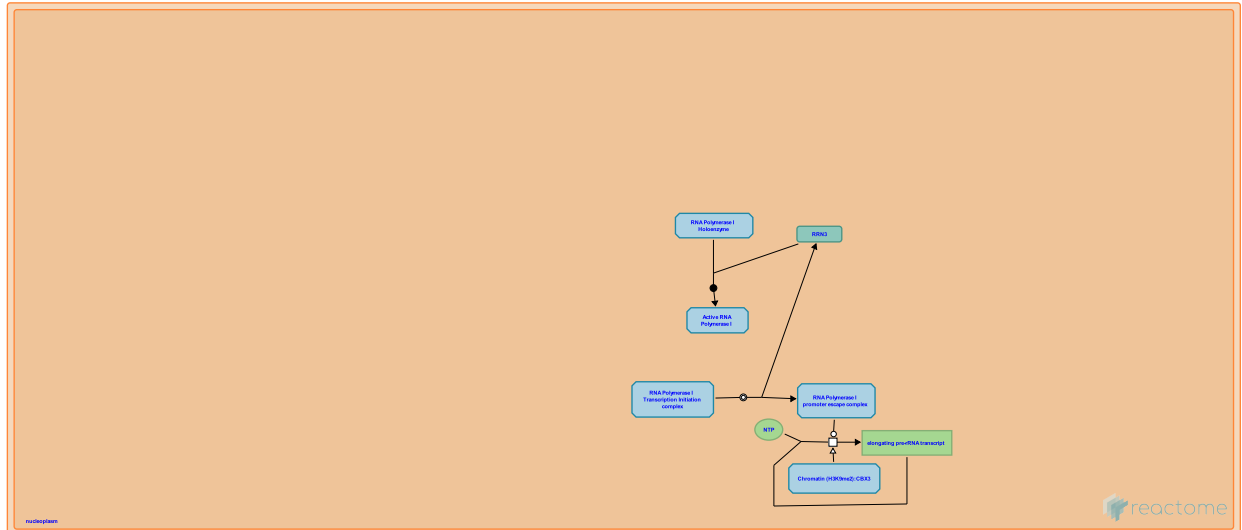 RNA Polymerase I
Holoenzyme
RRN3
Active RNA
Polymerase I
RNA Polymerase I
Transcription Initiation
complex
RNA Polymerase I
promoter escape complex
NTP
elongating pre-rRNA transcript
Chromatin (H3K9me2):CBX3
nucleoplasm
reactome